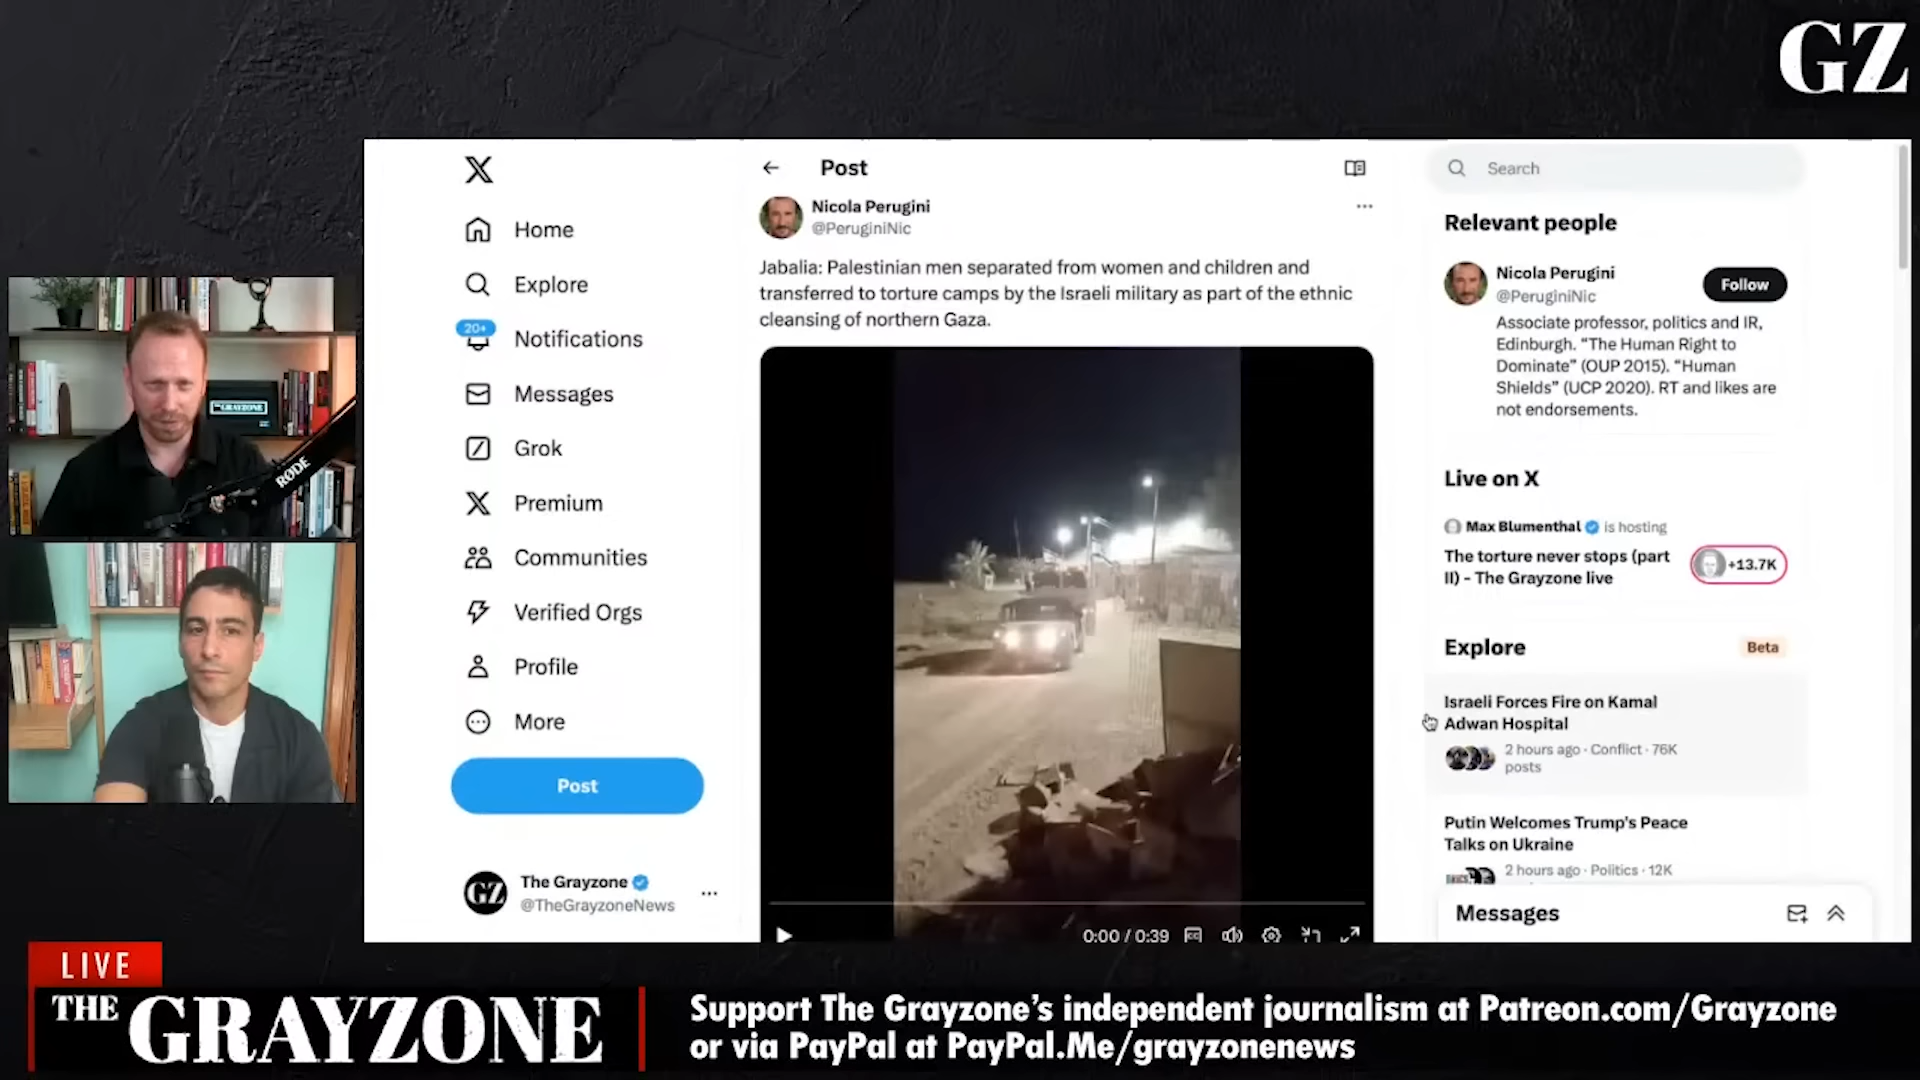 GZ
X
Home
Explore
20+
Notifications
Messages
Grok
Premium
Communities
Verified Orgs
Profile
More
Post
GZ
The Grayzone
@TheGrayzoneNews
Post
Nicola Perugini
@PeruginiNic
Jabalia: Palestinian men separated from women and children and
transferred to torture camps by the Israeli military as part of the ethnic
cleansing of northern Gaza.
0:00 / 0:39
Search
Relevant people
Nicola Perugini
@PeruginiNic
Follow
Associate professor, politics and IR,
Edinburgh. "The Human Right to
Dominate" (OUP 2015). "Human
Shields" (UCP 2020). RT and likes are
not endorsements.
Live on X
Max Blumenthal is hosting
The torture never stops (part
II) - The Grayzone live
+13.7K
Explore
Beta
Israeli Forces Fire on Kamal
Adwan Hospital
2 hours ago · Conflict · 76K
posts
Putin Welcomes Trump's Peace
Talks on Ukraine
2 hours ago · Politics · 12K
Messages
THE GRAYZONE
RØDE
LIVE
THE GRAYZONE
Support The Grayzone's independent journalism at Patreon.com/Grayzone
or via PayPal at PayPal.Me/grayzonenews